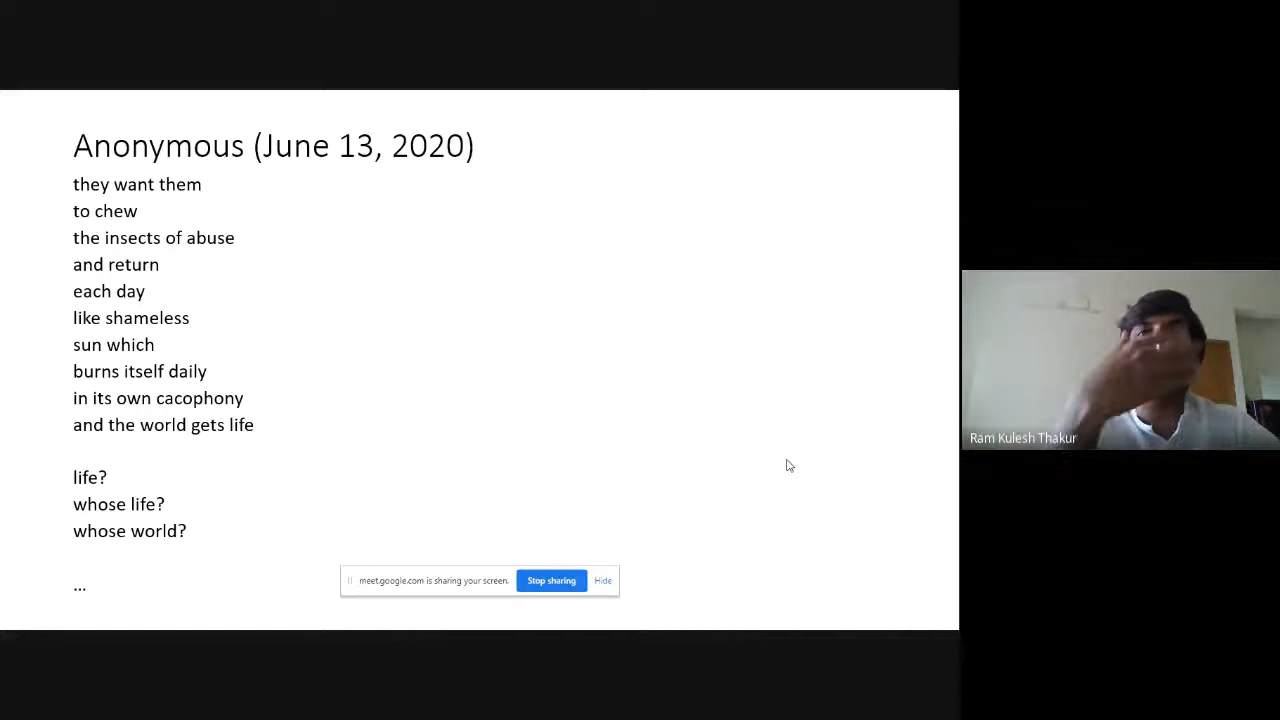 Anonymous (June 13, 2020)
they want them
to chew
the insects of abuse
and return
each day
like shameless
sun which
burns itself daily
in its own cacophony
and the world gets life
life?
whose life?
whose world?
...
meet.google.com is sharing your screen. Stop sharing Hide
Ram Kulesh Thakur